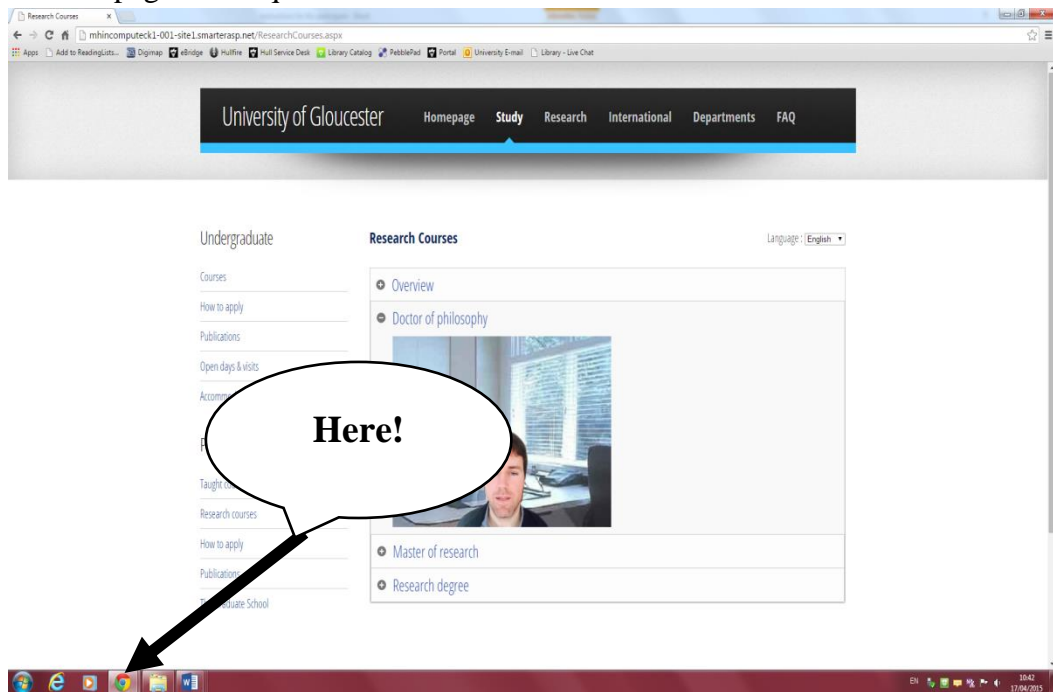 Research Courses
mhincomputeck1-001-site1.smarterasp.net/ResearchCourses.aspx
Apps Add to ReadingLists... Digimap eBridge Hullfire Hull Service Desk Library Catalog PebblePad Portal University E-mail Library - Live Chat
University of Gloucester Homepage Study Research International Departments FAQ
Undergraduate
Research Courses
Language : English
Courses
Overview
How to apply
Doctor of philosophy
Publications
Open days & visits
Here!
Research courses
How to apply
Master of research
Publications
Research degree
EN 10:42
17/04/2015